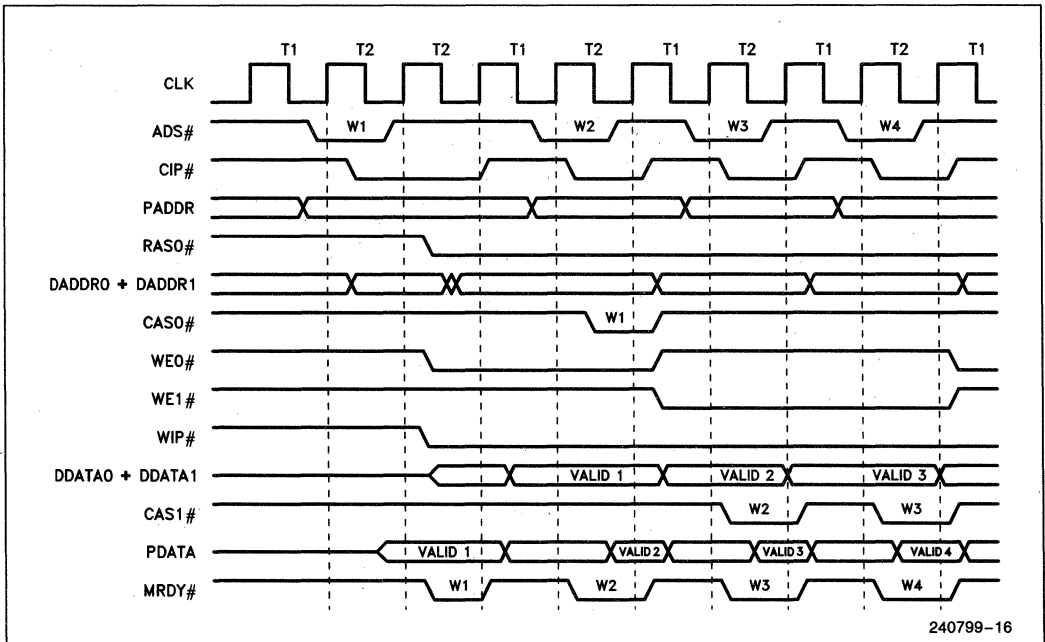 T1 T2 T2 T1 T2 T1 T2 T1 T2 T1
CLK
ADS# W1 W2 W3 W4
CIP#
PADDR
RAS0#
DADDR0 + DADDR1
CAS0# W1
WE0#
WE1#
WIP#
DDATA0 + DDATA1 VALID 1 VALID 2 VALID 3
CAS1# W2 W3
PDATA VALID 1 VALID 2 VALID 3 VALID 4
MRDY# W1 W2 W3 W4
240799-16